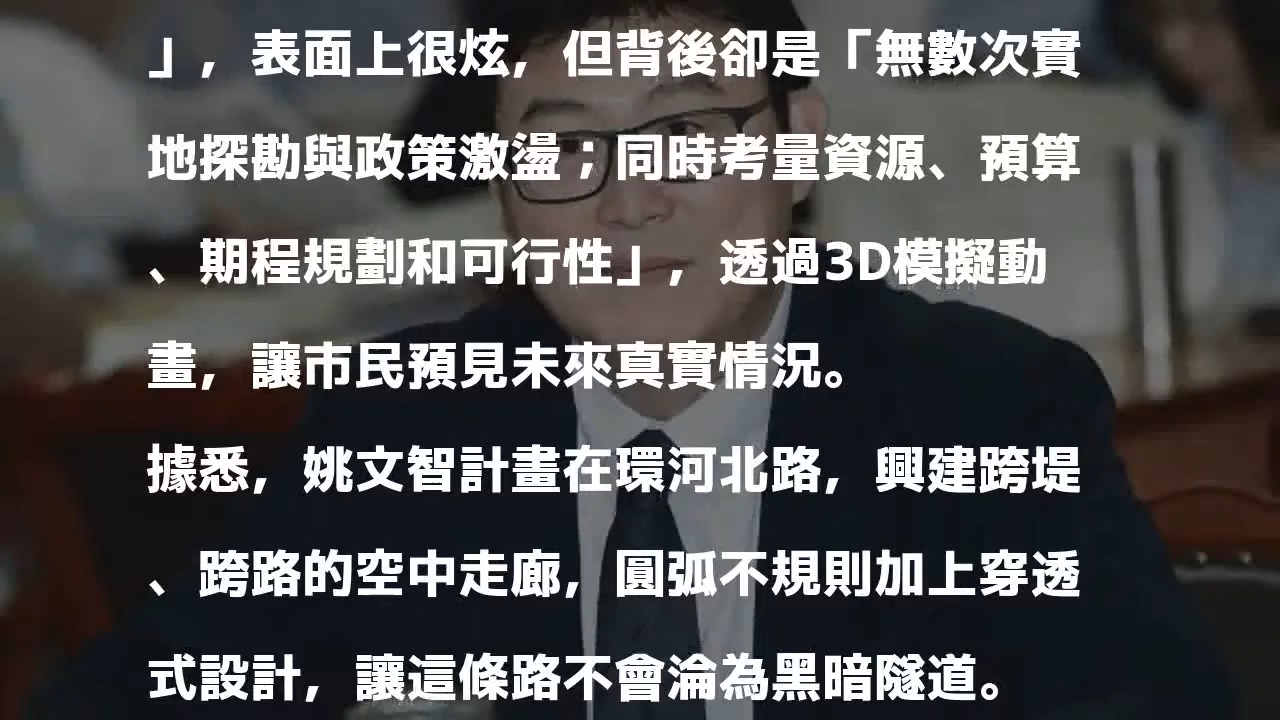 」，表面上很炫，但背後卻是「無數次實
地探勘與政策激盪；同時考量資源、預算
、期程規劃和可行性」，透過3D模擬動
畫，讓市民預見未來真實情況。
據悉，姚文智計畫在環河北路，興建跨堤
、跨路的空中走廊，圓弧不規則加上穿透
式設計，讓這條路不會淪為黑暗隧道。